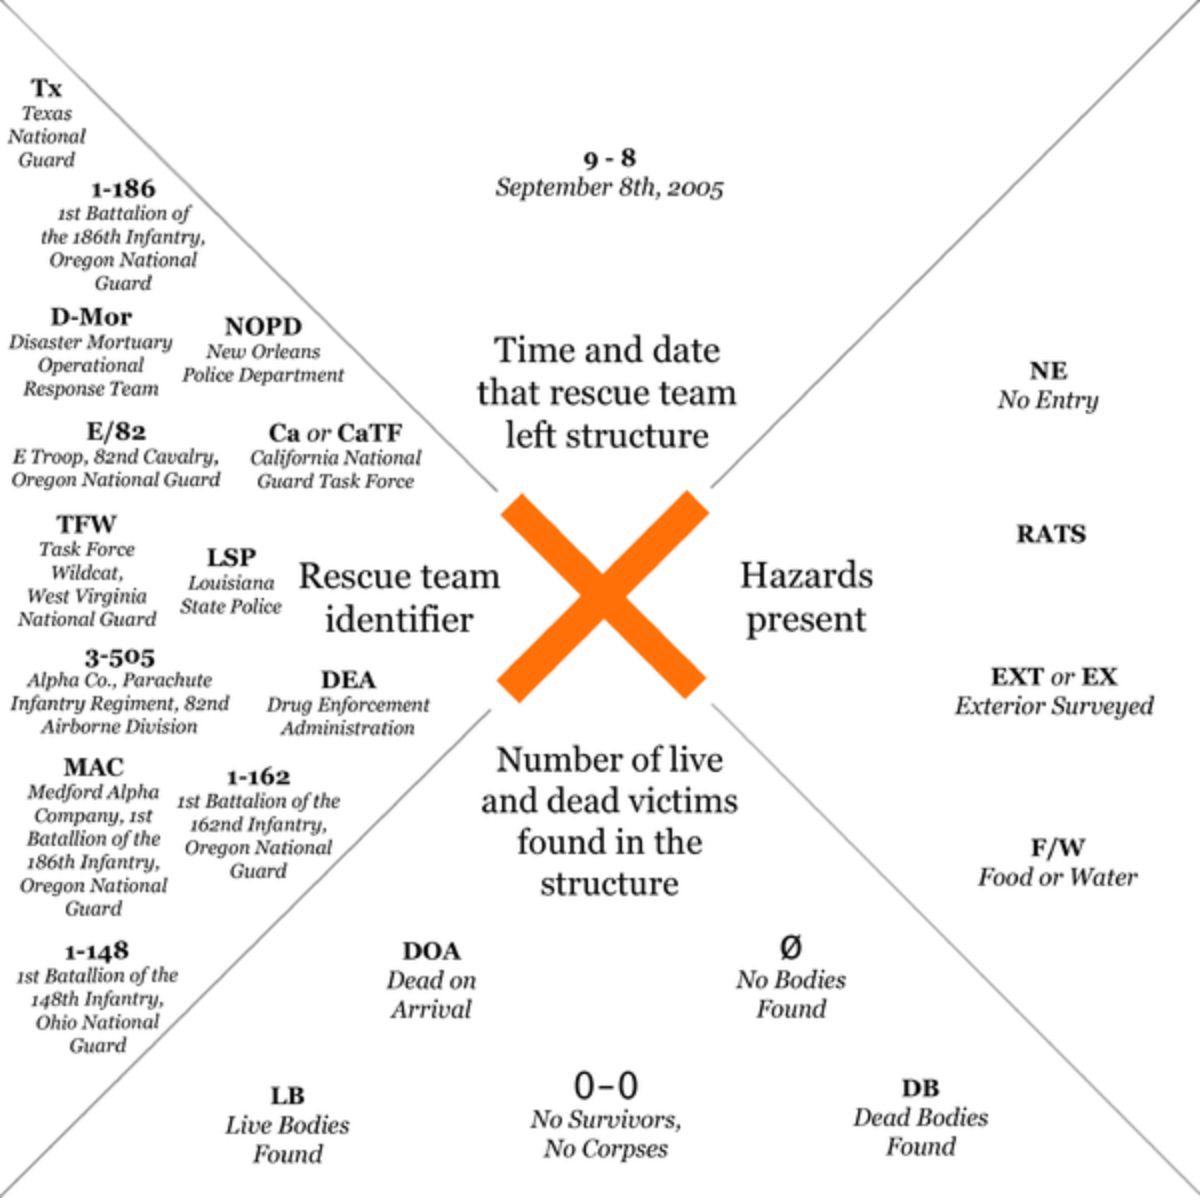 Tx
Texas
National
Guard
1-186
1st Battalion of
the 186th Infantry,
Oregon National
Guard
D-Mor
Disaster Mortuary
Operational
Response Team
NOPD
New Orleans
Police Department
E/82
E Troop, 82nd Cavalry,
Oregon National Guard
Ca or CaTF
California National
Guard Task Force
TFW
Task Force
Wildcat,
West Virginia
National Guard
LSP
Louisiana
State Police
Rescue team
identifier
3-505
Alpha Co., Parachute
Infantry Regiment, 82nd
Airborne Division
DEA
Drug Enforcement
Administration
MAC
Medford Alpha
Company, 1st
Batallion of the
186th Infantry,
Oregon National
Guard
1-162
1st Battalion of the
162nd Infantry,
Oregon National
Guard
1-148
1st Batallion of the
148th Infantry,
Ohio National
Guard
9 - 8
September 8th, 2005
Time and date
that rescue team
left structure
Hazards
present
NE
No Entry
RATS
EXT or EX
Exterior Surveyed
F/W
Food or Water
Number of live
and dead victims
found in the
structure
DOA
Dead on
Arrival
Ø
No Bodies
Found
LB
Live Bodies
Found
0-0
No Survivors,
No Corpses
DB
Dead Bodies
Found